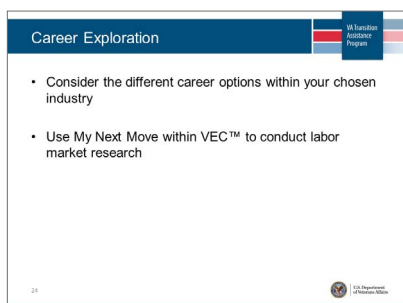 Career Exploration
VA Transition
Assistance
Program
• Consider the different career options within your chosen
industry
• Use My Next Move within VEC™ to conduct labor
market research
24
U.S. Department
of Veterans Affairs